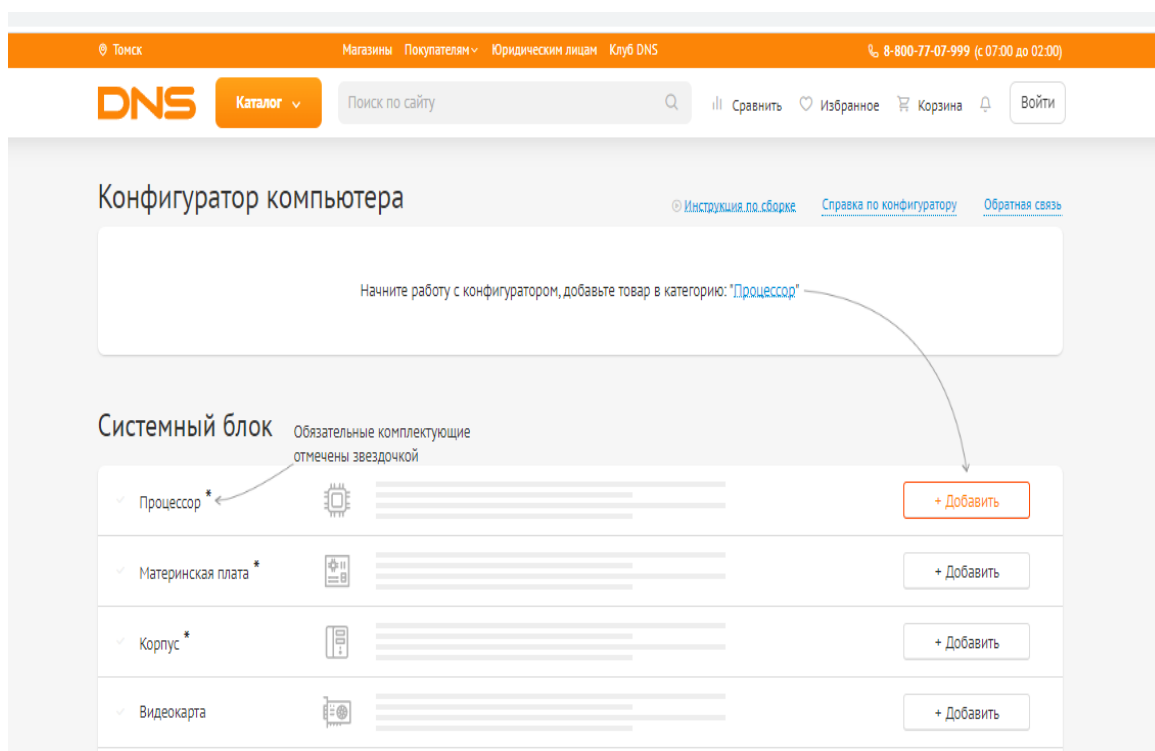 Томск Магазины Покупателям Юридическим лицам Клуб DNS 8-800-77-07-999 (с 07:00 до 02:00)
DNS Каталог Поиск по сайту Сравнить Избранное Корзина Войти
Конфигуратор компьютера Инструкция по сборке Справка по конфигуратору Обратная связь
Начните работу с конфигуратором, добавьте товар в категорию: "Процессор"
Системный блок
Обязательные комплектующие
отмечены звездочкой
Процессор * + Добавить
Материнская плата * + Добавить
Корпус * + Добавить
Видеокарта + Добавить